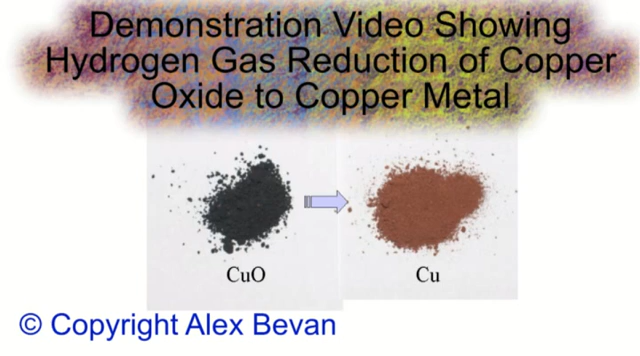 Demonstration Video Showing
Hydrogen Gas Reduction of Copper
Oxide to Copper Metal
CuO
Cu
© Copyright Alex Bevan